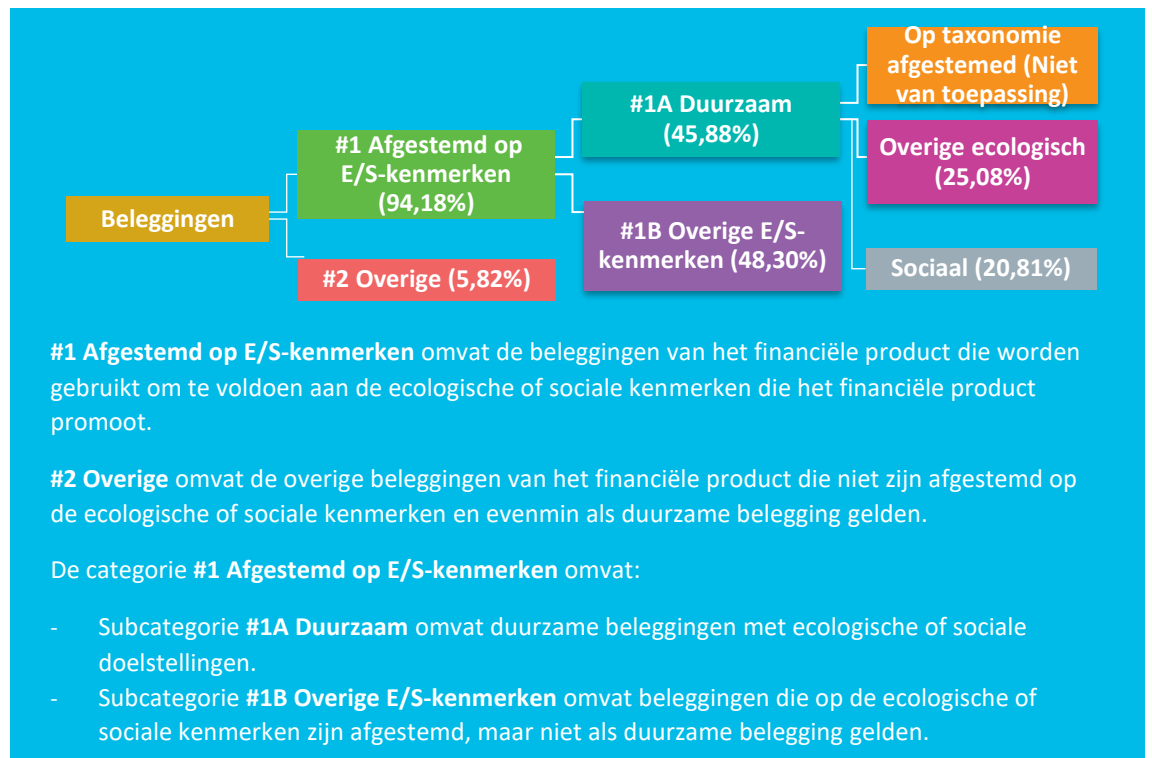 Op taxonomie
afgestemed (Niet
van toepassing)
#1A Duurzaam
(45,88%)
#1 Afgestemd op
E/S-kenmerken
(94,18%)
Overige ecologisch
(25,08%)
Beleggingen
#1B Overige E/S-
kenmerken (48,30%)
#2 Overige (5,82%)
Sociaal (20,81%)
#1 Afgestemd op E/S-kenmerken omvat de beleggingen van het financiële product die worden
gebruikt om te voldoen aan de ecologische of sociale kenmerken die het financiële product
promoot.
#2 Overige omvat de overige beleggingen van het financiële product die niet zijn afgestemd op
de ecologische of sociale kenmerken en evenmin als duurzame belegging gelden.
De categorie #1 Afgestemd op E/S-kenmerken omvat:
- Subcategorie #1A Duurzaam omvat duurzame beleggingen met ecologische of sociale
doelstellingen.
- Subcategorie #1B Overige E/S-kenmerken omvat beleggingen die op de ecologische of
sociale kenmerken zijn afgestemd, maar niet als duurzame belegging gelden.